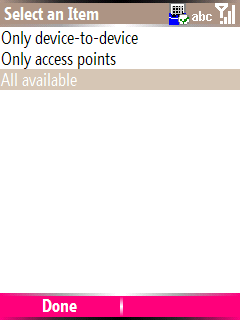 Select an Item abc
Only device-to-device
Only access points
All available
Done